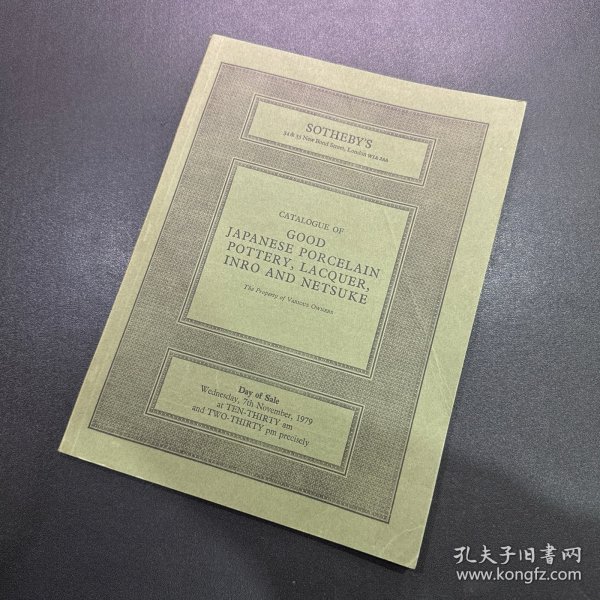 SOTHEBY'S
34 & 35 New Bond Street, London W1A 2AA
CATALOGUE OF
GOOD
JAPANESE PORCELAIN
POTTERY, LACQUER,
INRO AND NETSUKE
The Property of Various Owners
Day of Sale
Wednesday, 7th November, 1979
at TEN-THIRTY am
and TWO-THIRTY pm precisely
孔夫子旧書网
www.kongfz.com